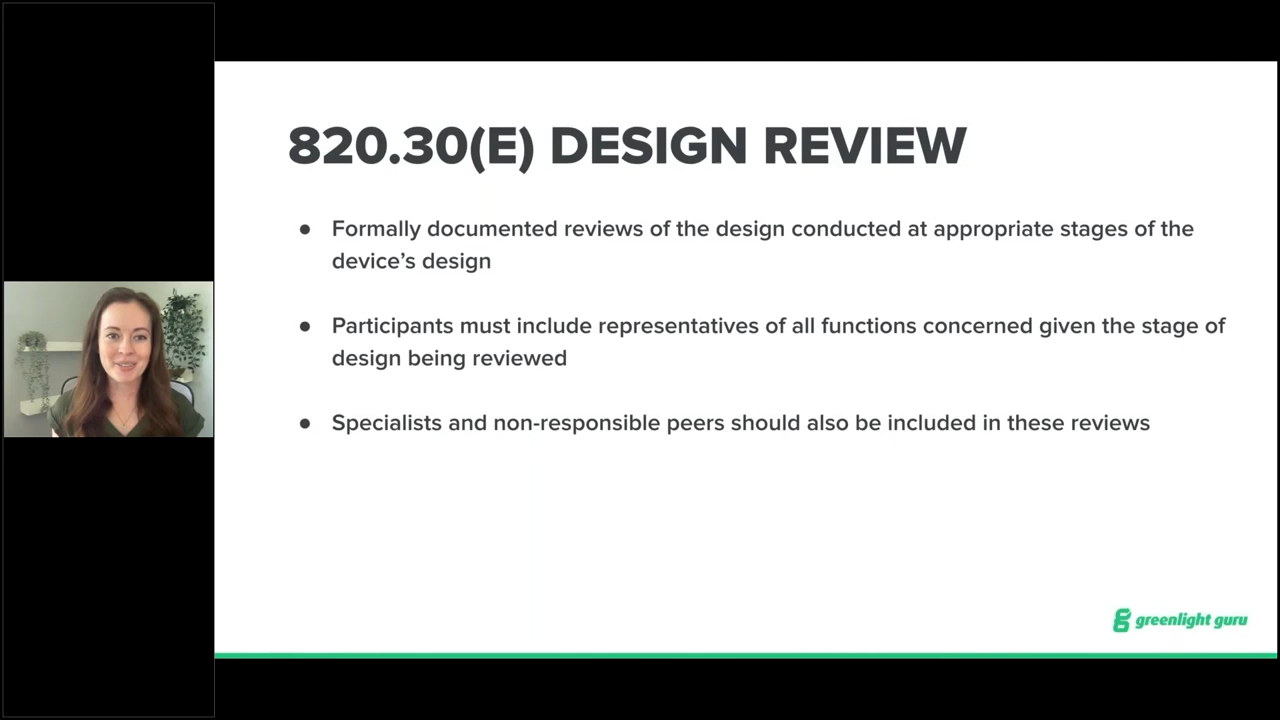 820.30(E) DESIGN REVIEW
● Formally documented reviews of the design conducted at appropriate stages of the
device’s design
● Participants must include representatives of all functions concerned given the stage of
design being reviewed
● Specialists and non-responsible peers should also be included in these reviews
greenlight guru